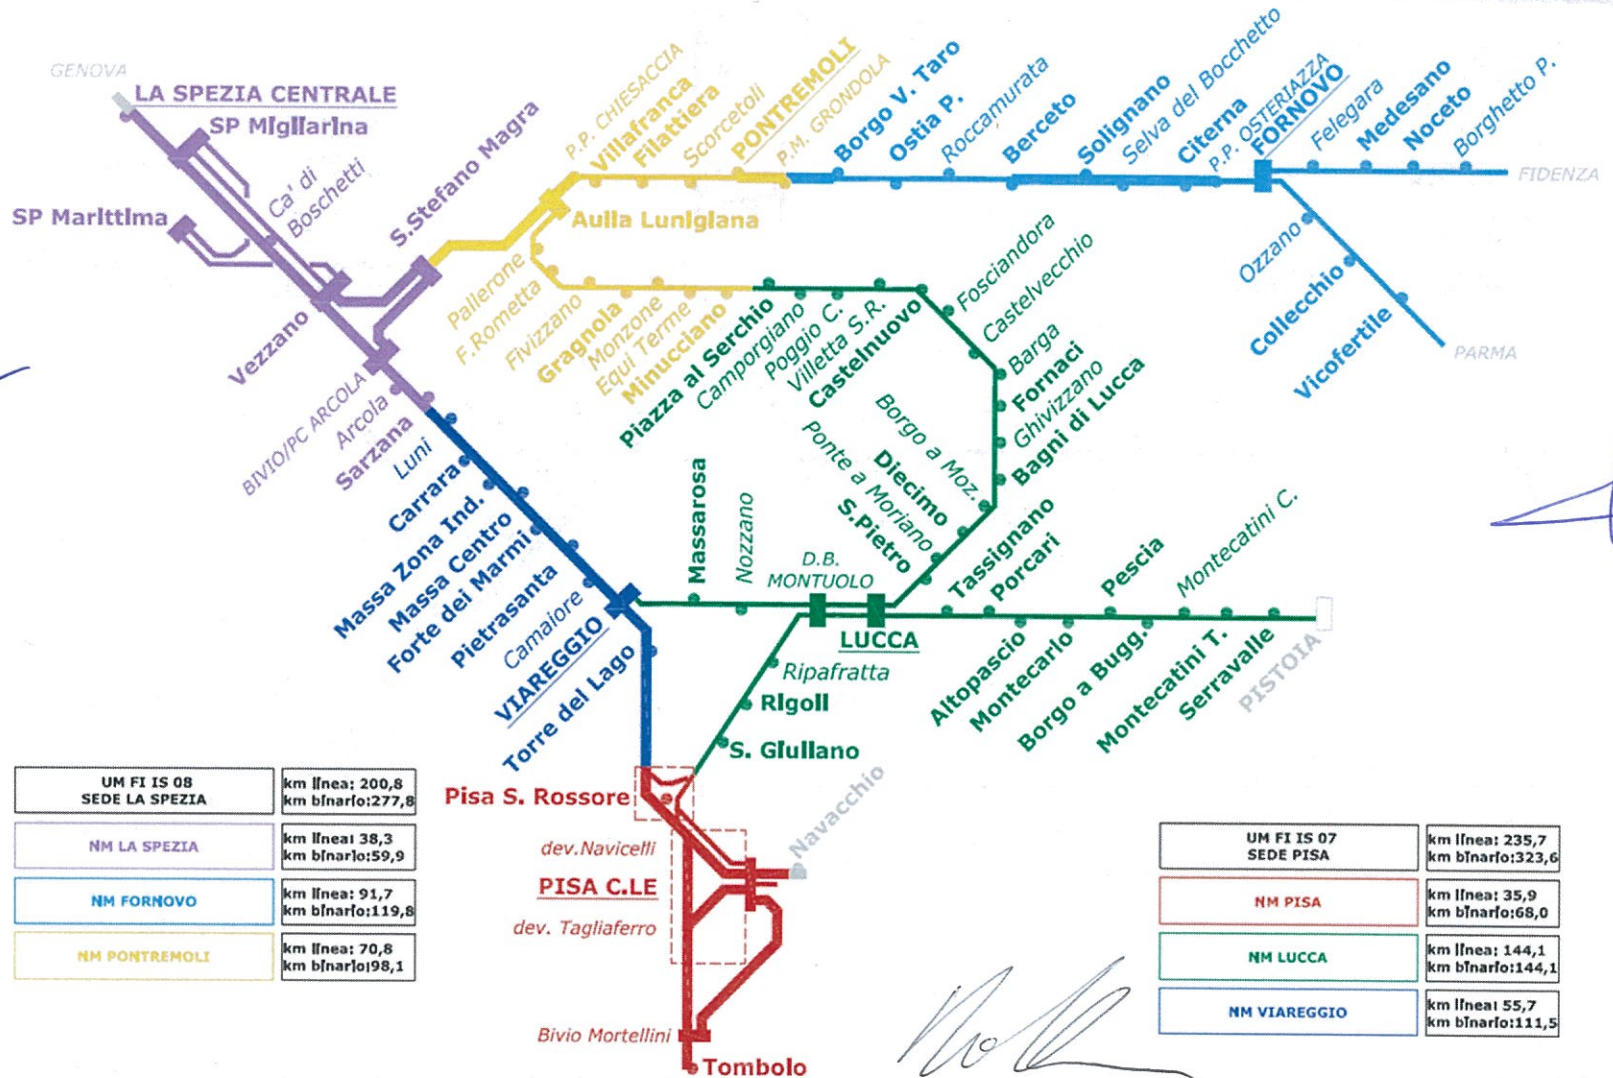 GENOVA
LA SPEZIA CENTRALE
SP Migliarina
Ca' di
Boschetti
SP Marittima
S.Stefano Magra
Vezzano
BIVIO/PC ARCOLA
Arcola
Sarzana
P.P. CHIESACCIA
Villafranca
Filattiera
Scorcetoli
PONTREMOLI
P.M. GRONDOLA
Borgo V. Taro
Ostia P.
Roccamurata
Berceto
Solignano
Selva del Bocchetto
Citerna
P.P. OSTERIAZZA
FORNOVO
Felegara
Medesano
Noceto
Borghetto P.
FIDENZA
Ozzano
Collecchio
Vicofertile
PARMA
Aulla Lunigiana
Pallerone
F.Rometta
Fivizzano
Gragnola
Monzone
Equi Terme
Minucciano
Piazza al Serchio
Camporgiano
Poggio C.
Villetta S.R.
Castelnuovo
Fosciandora
Castelvecchio
Barga
Fornaci
Ghivizzano
Bagni di Lucca
Borgo a Moz.
Diecimo
Ponte a Moriano
S.Pietro
Luni
Carrara
Massa Zona Ind.
Massa Centro
Forte dei Marmi
Pietrasanta
Camaiore
VIAREGGIO
Torre del Lago
Massarosa
Nozzano
D.B.
MONTUOLO
LUCCA
Tassignano
Porcari
Altopascio
Montecarlo
Pescia
Borgo a Bugg.
Montecatini C.
Montecatini T.
Serravalle
PISTOIA
Ripafratta
Rigoli
S. Giuliano
Pisa S. Rossore
Navacchio
dev.Navicelli
PISA C.LE
dev. Tagliaferro
Bivio Mortellini
Tombolo
UM FI IS 08
SEDE LA SPEZIA
km linea: 200,8
km binario:277,8
NM LA SPEZIA
km linea: 38,3
km binario:59,9
NM FORNOVO
km linea: 91,7
km binario:119,8
NM PONTREMOLI
km linea: 70,8
km binario:98,1
UM FI IS 07
SEDE PISA
km linea: 235,7
km binario:323,6
NM PISA
km linea: 35,9
km binario:68,0
NM LUCCA
km linea: 144,1
km binario:144,1
NM VIAREGGIO
km linea: 55,7
km binario:111,5